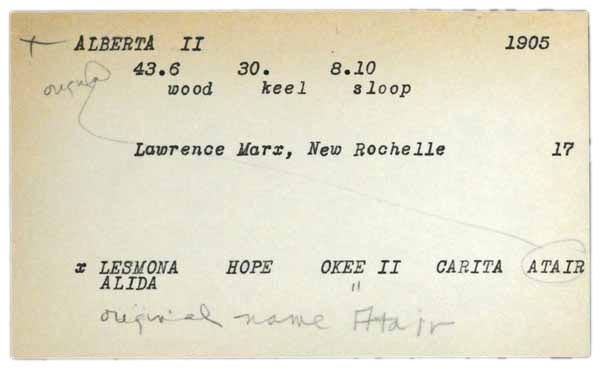 + ALBERTA II 1905
43.6 30. 8.10
original
wood keel sloop
Lawrence Marx, New Rochelle 17
x LESMONA HOPE OKEE II CARITA ATAIR
ALIDA "
original name Atair